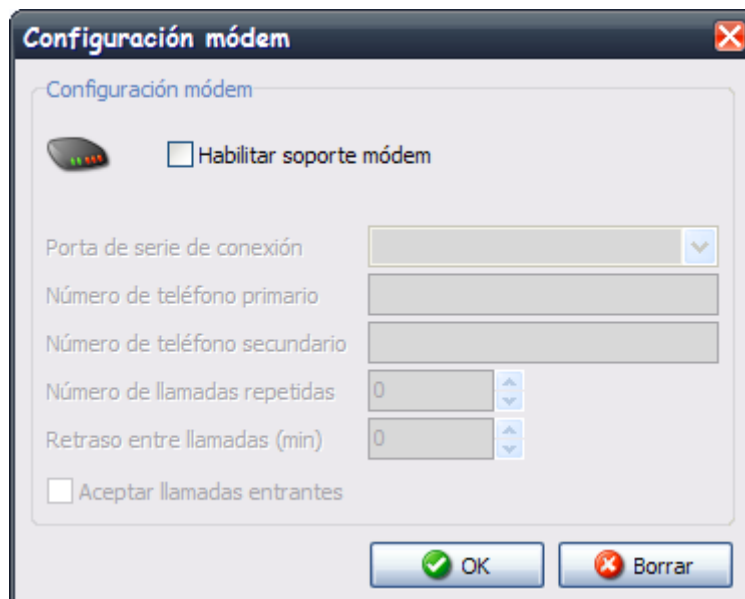 Configuración módem
Configuración módem
Habilitar soporte módem
Porta de serie de conexión
Número de teléfono primario
Número de teléfono secundario
Número de llamadas repetidas 0
Retraso entre llamadas (min) 0
Aceptar llamadas entrantes
OK Borrar